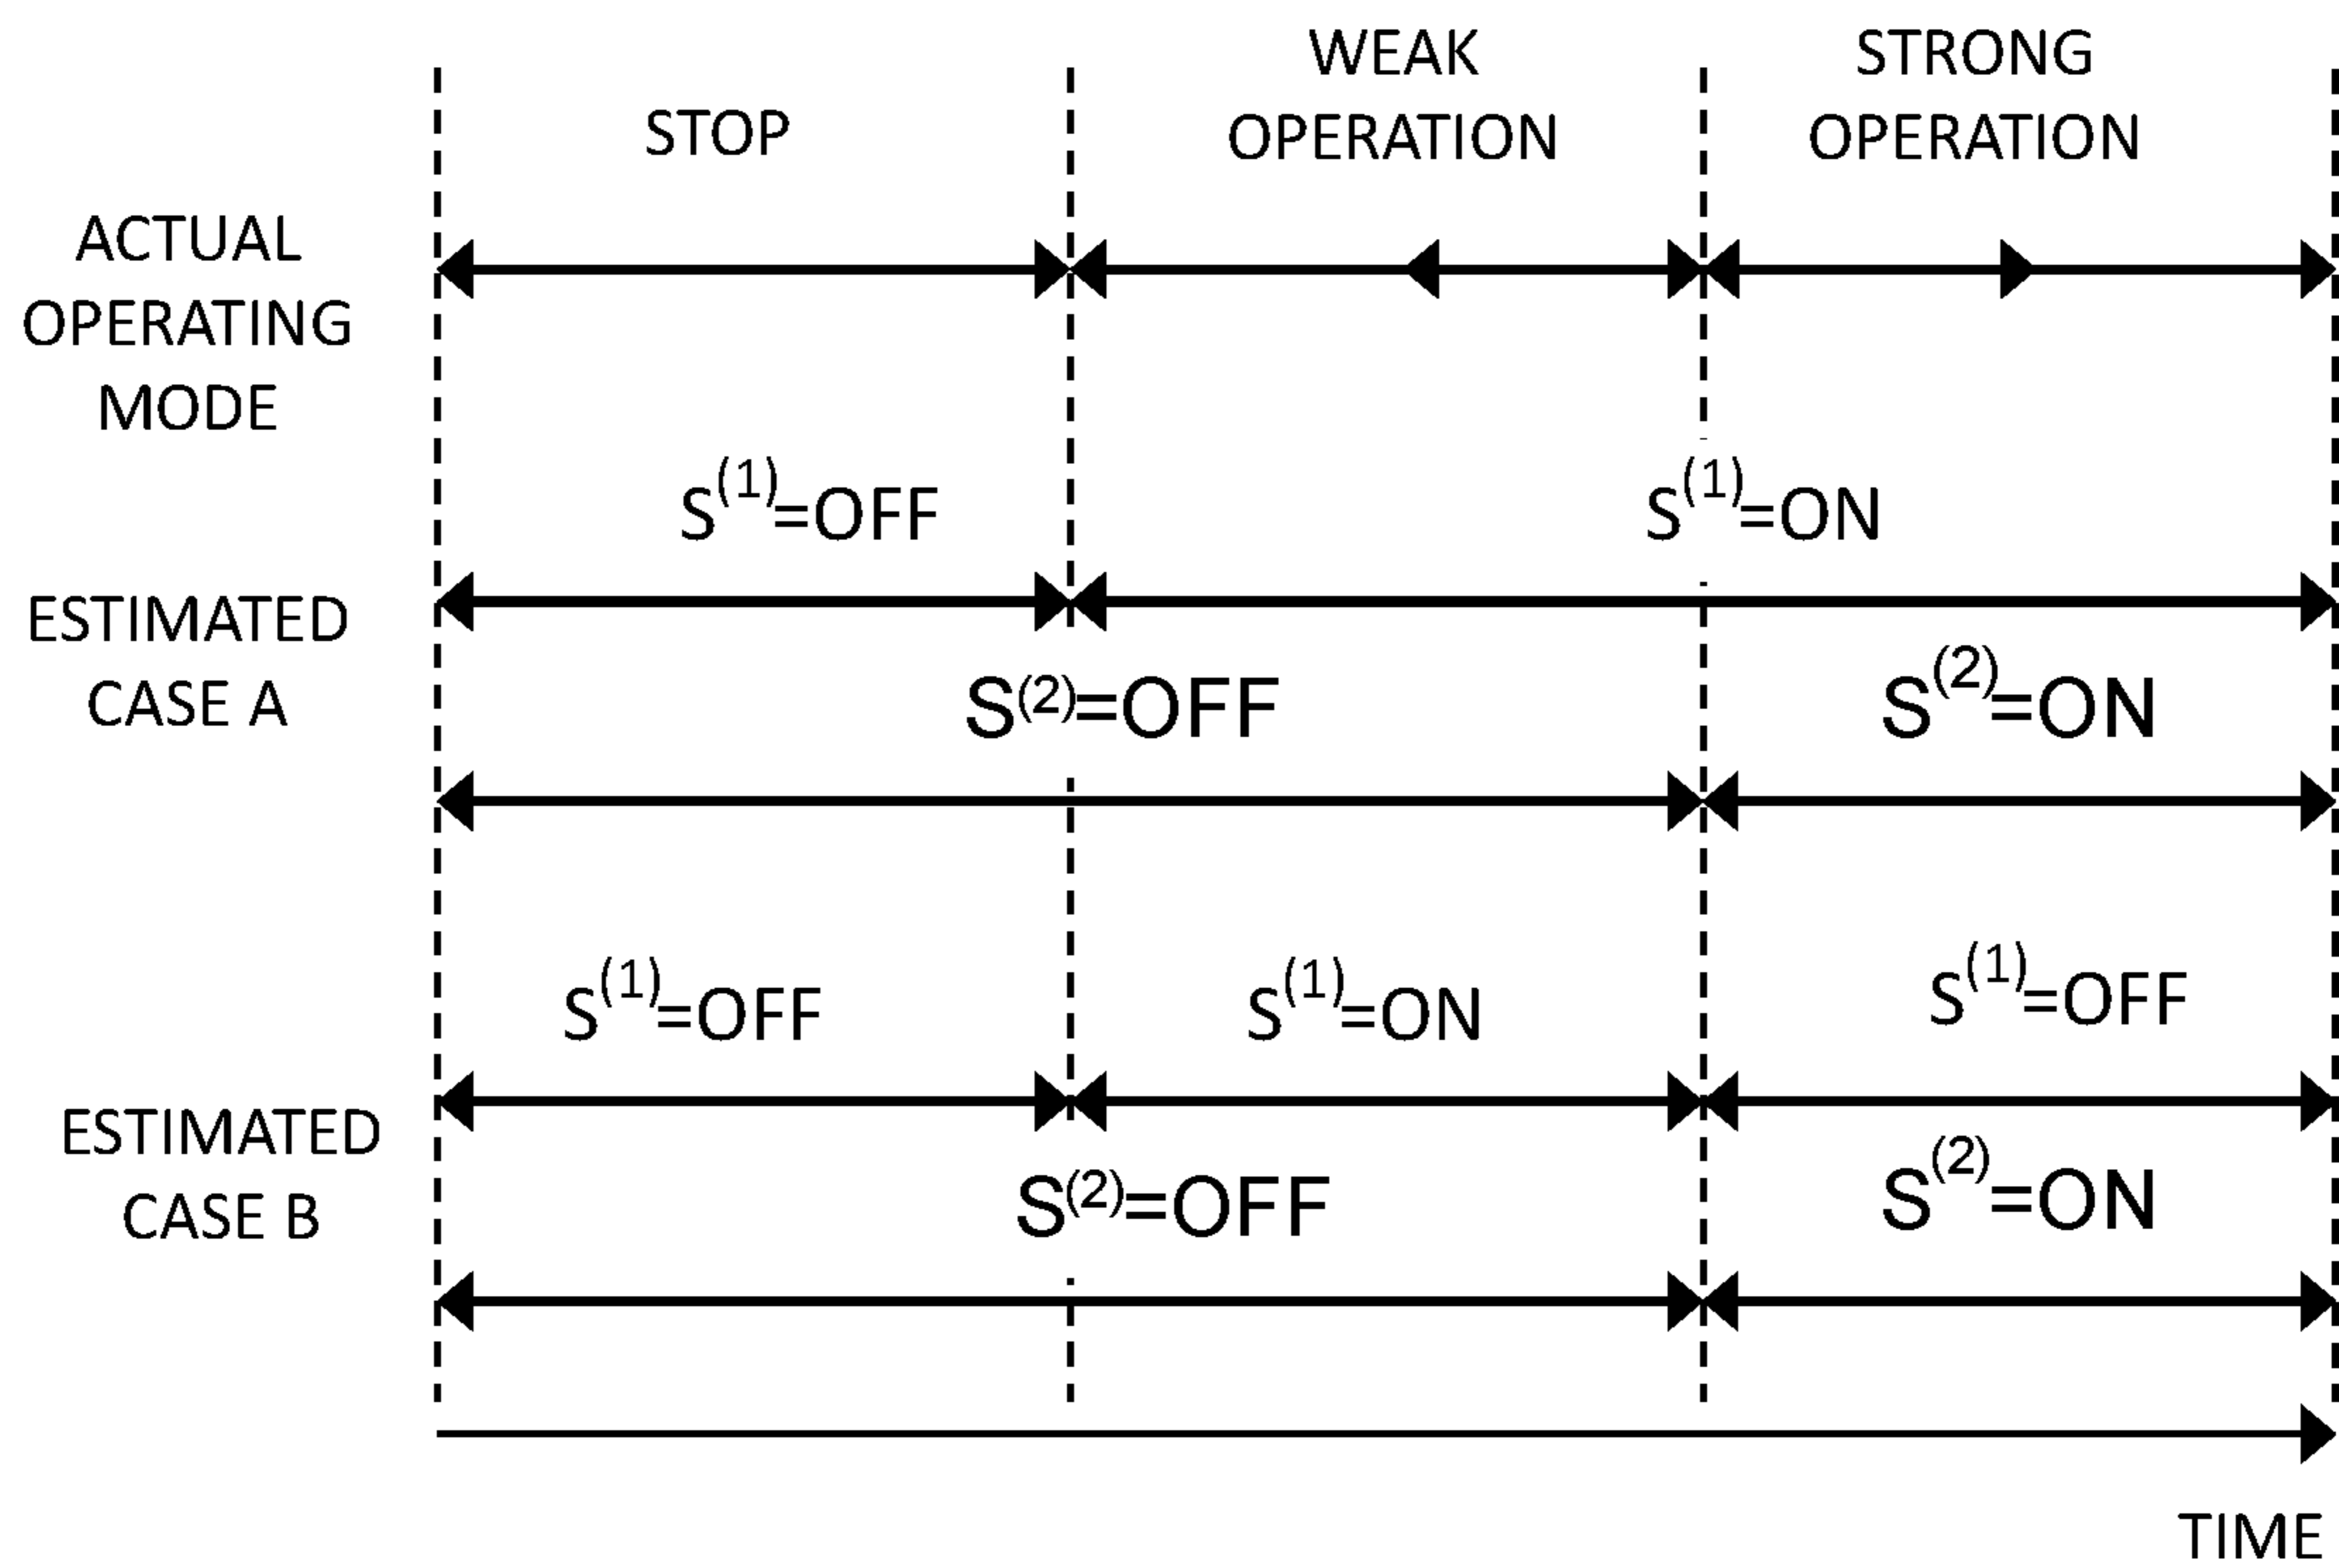 STOP
WEAK
OPERATION
STRONG
OPERATION
ACTUAL
OPERATING
MODE
S(1)=OFF
S(1)=ON
ESTIMATED
CASE A
S(2)=OFF
S(2)=ON
S(1)=OFF
S(1)=ON
S(1)=OFF
ESTIMATED
CASE B
S(2)=OFF
S(2)=ON
TIME